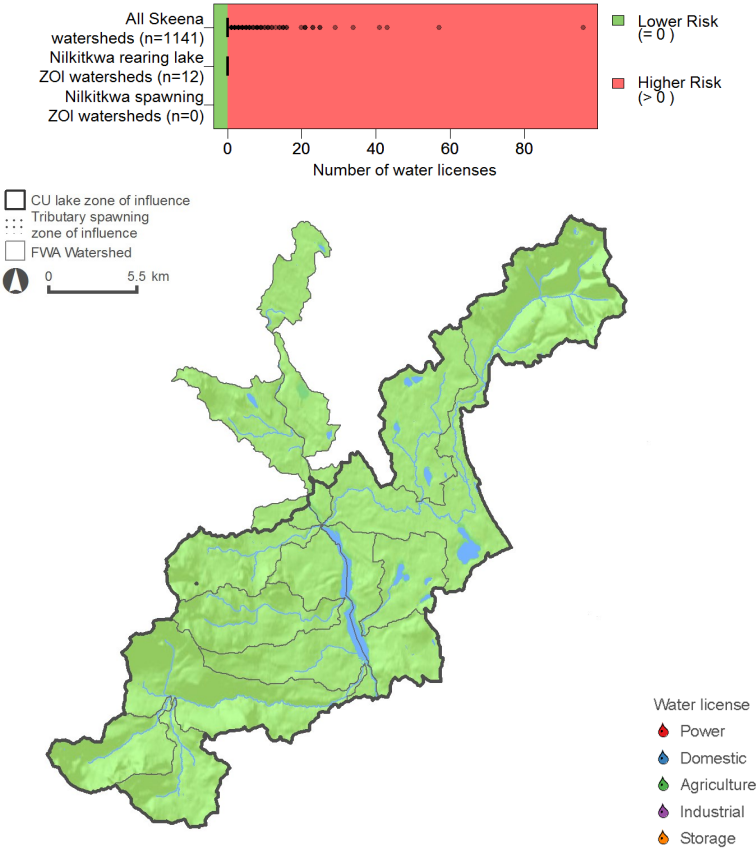 All Skeena
watersheds (n=1141)
Nilkitkwa rearing lake
ZOI watersheds (n=12)
Nilkitkwa spawning
ZOI watersheds (n=0)
0 20 40 60 80
Number of water licenses
Lower Risk
(= 0 )
Higher Risk
(> 0 )
CU lake zone of influence
Tributary spawning
zone of influence
FWA Watershed
0 5.5 km
Water license
Power
Domestic
Agriculture
Industrial
Storage